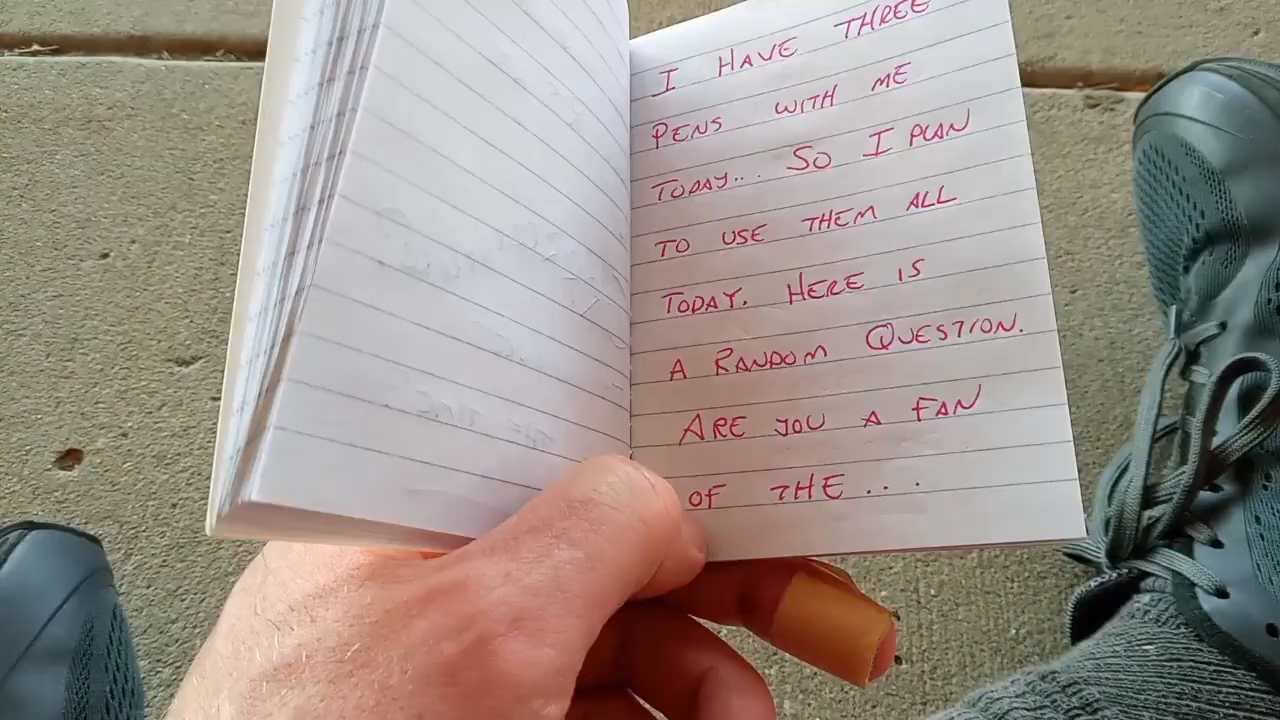 I HAVE THREE
PENS WITH ME
TODAY... SO I PLAN
TO USE THEM ALL
TODAY. HERE IS
A RANDOM QUESTION.
ARE YOU A FAN
OF THE...